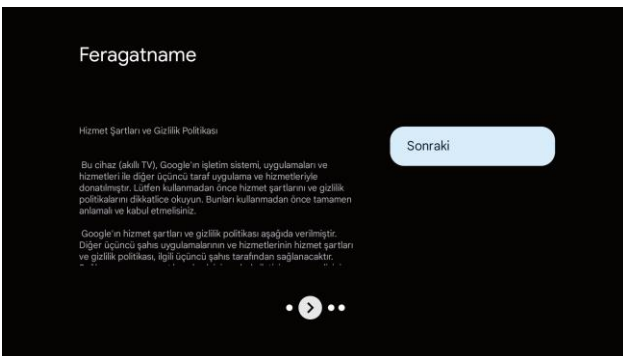 Feragatname
Hizmet Şartları ve Gizlilik Politikası
Bu cihaz (akıllı TV), Google'ın işletim sistemi, uygulamaları ve
hizmetleri ile diğer üçüncü taraf uygulama ve hizmetleriyle
donatılmıştır. Lütfen kullanmadan önce hizmet şartlarını ve gizlilik
politikalarını dikkatlice okuyun. Bunları kullanmadan önce tamamen
anlamalı ve kabul etmelisiniz.
Google'ın hizmet şartları ve gizlilik politikası aşağıda verilmiştir.
Diğer üçüncü şahıs uygulamalarının ve hizmetlerinin hizmet şartları
ve gizlilik politikası, ilgili üçüncü şahıs tarafından sağlanacaktır.
Sonraki